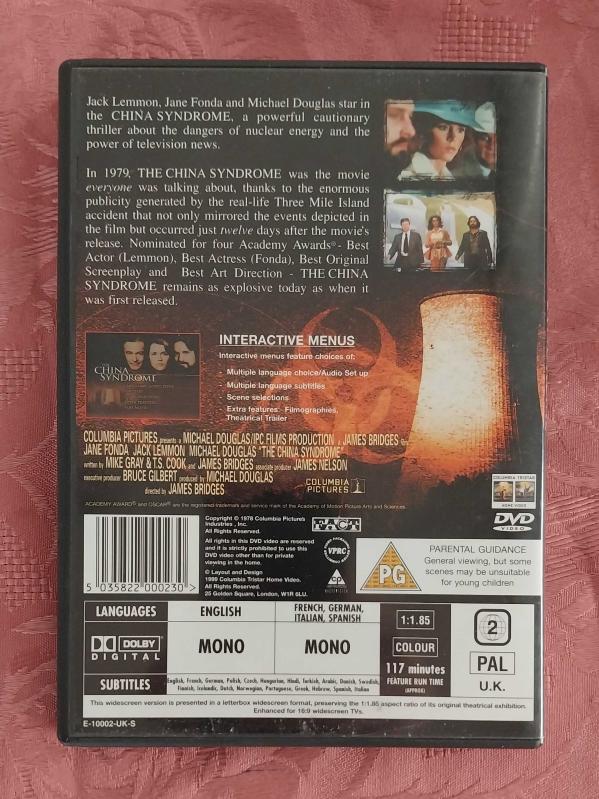 Jack Lemmon, Jane Fonda and Michael Douglas star in
the CHINA SYNDROME, a powerful cautionary
thriller about the dangers of nuclear energy and the
power of television news.
In 1979, THE CHINA SYNDROME was the movie
everyone was talking about, thanks to the enormous
publicity generated by the real-life Three Mile Island
accident that not only mirrored the events depicted in
the film but occurred just twelve days after the movie's
release. Nominated for four Academy Awards® - Best
Actor (Lemmon), Best Actress (Fonda), Best Original
Screenplay and Best Art Direction - THE CHINA
SYNDROME remains as explosive today as when it
was first released.
THE
CHINA
SYNDROME
INTERACTIVE MENUS
Interactive menus feature choices of:
- Multiple language choice/Audio Set up
- Multiple language subtitles
- Scene selections
- Extra features: Filmographies,
Theatrical Trailer
COLUMBIA PICTURES presents a MICHAEL DOUGLAS/IPC FILMS PRODUCTION a JAMES BRIDGES film
JANE FONDA JACK LEMMON MICHAEL DOUGLAS "THE CHINA SYNDROME"
written by MIKE GRAY & T.S. COOK and JAMES BRIDGES associate producer JAMES NELSON
executive producer BRUCE GILBERT produced by MICHAEL DOUGLAS
directed by JAMES BRIDGES
COLUMBIA
PICTURES
COLUMBIA TRISTAR
HOME VIDEO
DVD
VIDEO
ACADEMY AWARD® and OSCAR® are the registered trademark and service mark of the Academy of Motion Picture Arts and Sciences.
5 035822 000230 >
Copyright © 1978 Columbia Pictures
Industries , Inc.
All Rights Reserved.
All rights in this DVD video are reserved
and it is strictly prohibited to use this
DVD video other than for private
viewing in the home.
© Layout and Design
1999 Columbia Tristar Home Video.
All Rights Reserved.
25 Golden Square, London, W1R 6LU.
FACT
VPRC
PG
PARENTAL GUIDANCE
General viewing, but some
scenes may be unsuitable
for young children
LANGUAGES
ENGLISH
FRENCH, GERMAN,
ITALIAN, SPANISH
DOLBY
DIGITAL
MONO
MONO
SUBTITLES
English, French, German, Polish, Czech, Hungarian, Hindi, Turkish, Arabic, Danish, Swedish,
Finnish, Icelandic, Dutch, Norwegian, Portuguese, Greek, Hebrew, Spanish, Italian
1:1.85
COLOUR
117 minutes
FEATURE RUN TIME
(APPROX)
2
PAL
U.K.
This widescreen version is presented in a letterbox widescreen format, preserving the 1:1.85 aspect ratio of its original theatrical exhibition.
Enhanced for 16:9 widescreen TVs.
E-10002-UK-S